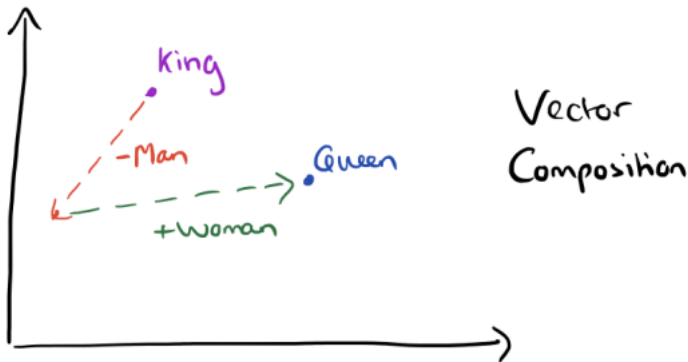 King
-Man
Queen
+Woman
Vector
Composition